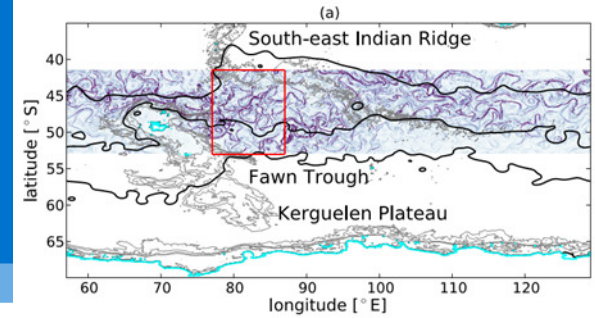 (a)
South-east Indian Ridge
Fawn Trough
Kerguelen Plateau
latitude [°S]
35
40
45
50
55
60
65
60 70 80 90 100 110 120
longitude [°E]